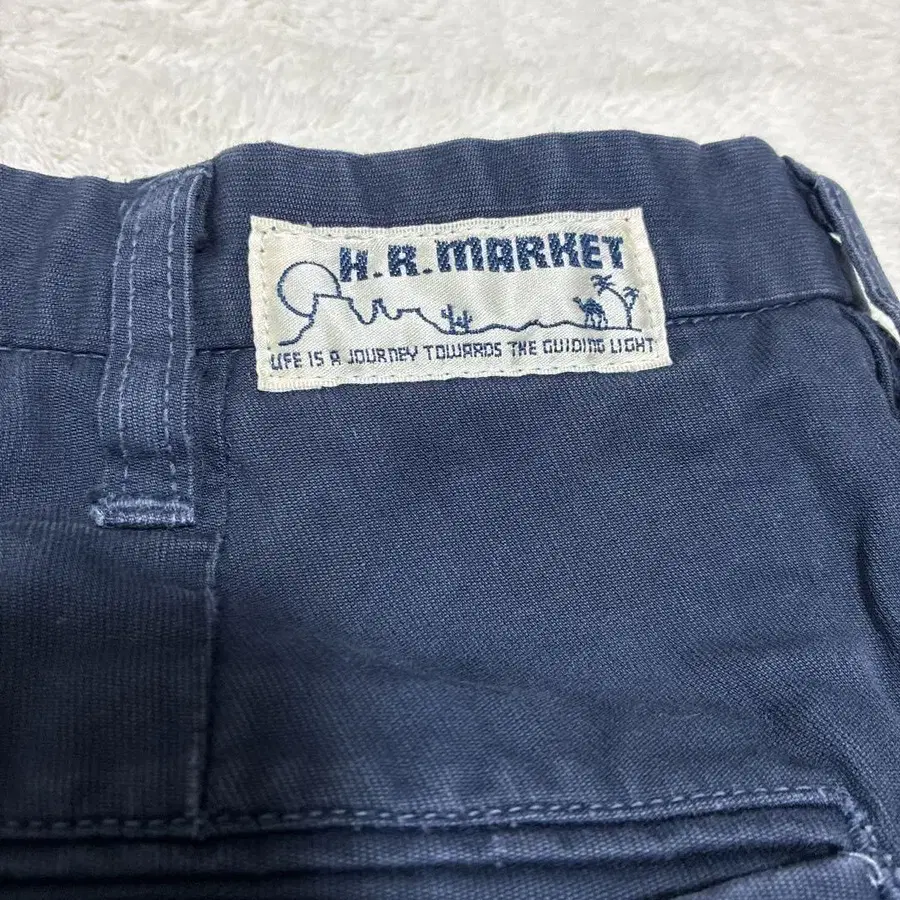 H.R.MARKET
LIFE IS A JOURNEY TOWARDS THE GUIDING LIGHT